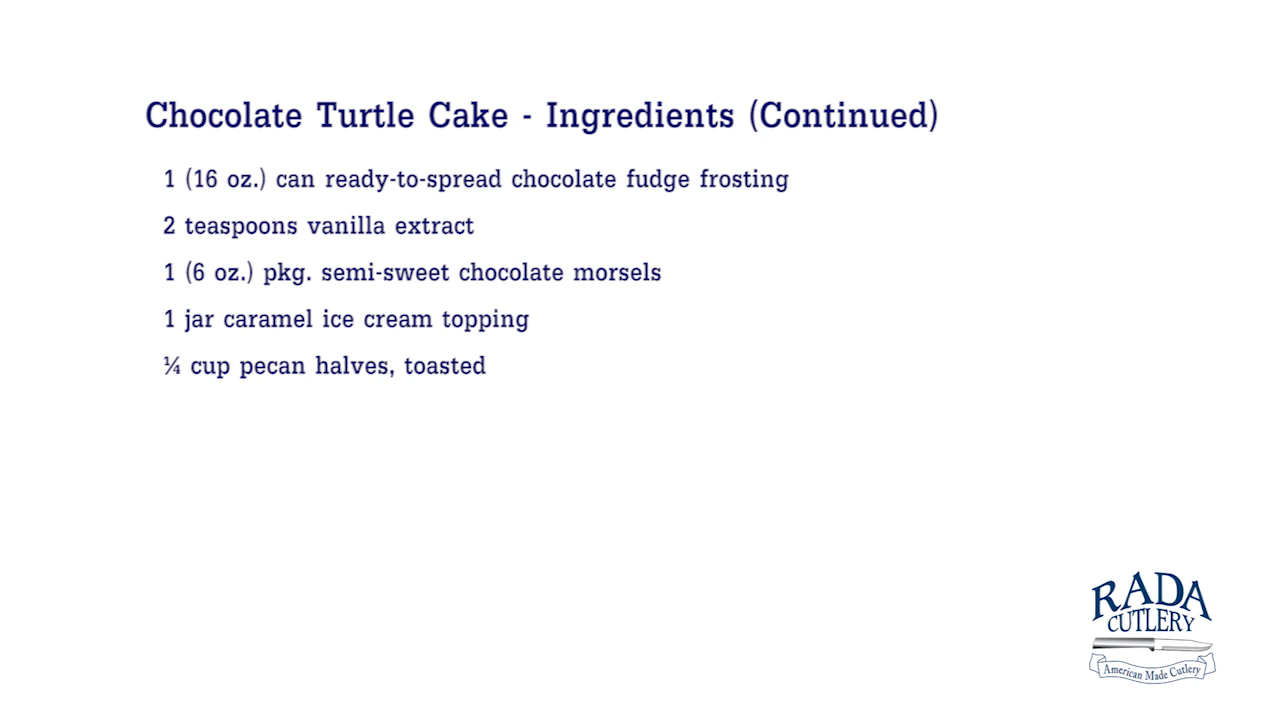 Chocolate Turtle Cake - Ingredients (Continued)
1 (16 oz.) can ready-to-spread chocolate fudge frosting
2 teaspoons vanilla extract
1 (6 oz.) pkg. semi-sweet chocolate morsels
1 jar caramel ice cream topping
¼ cup pecan halves, toasted
RADA
CUTLERY
American Made Cutlery